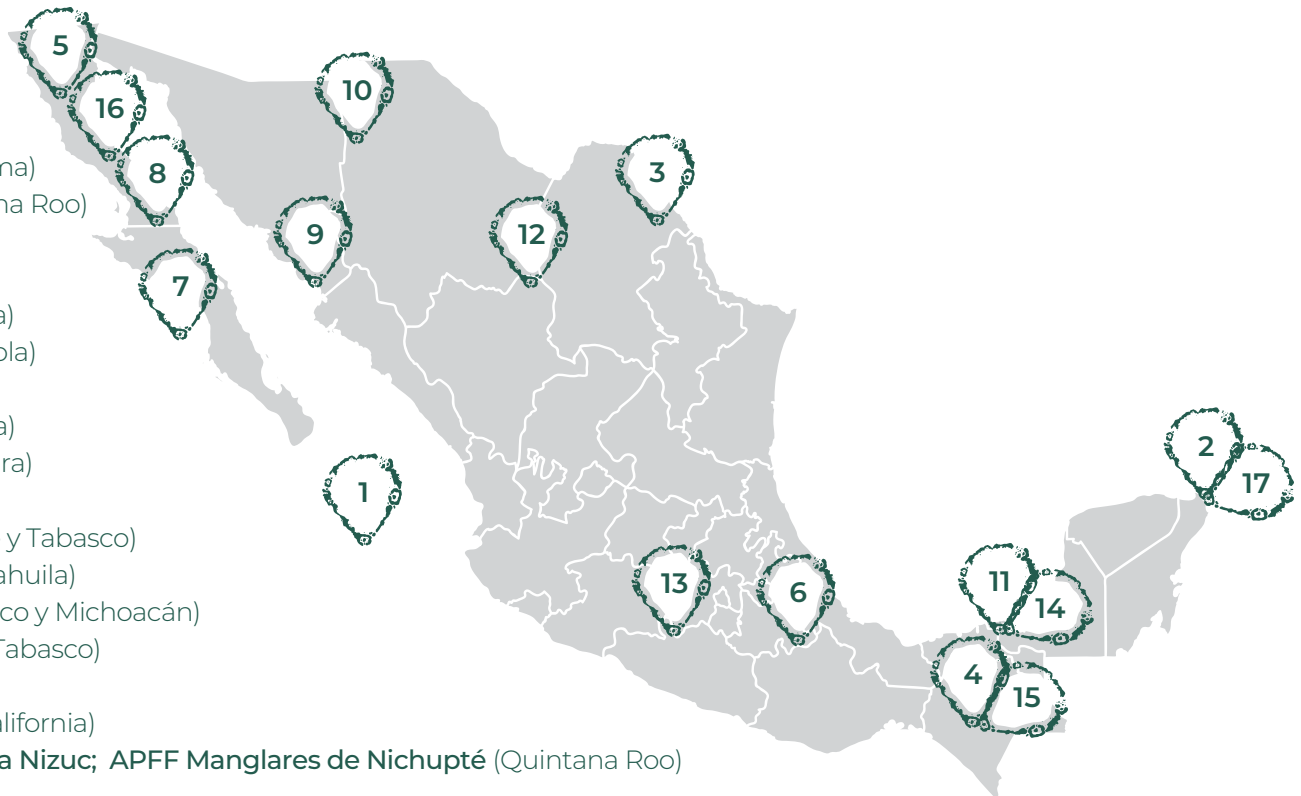 5
10
16
ma)
na Roo)
8
3
9
12
7
a)
ola)
a)
ra)
2
17
1
y Tabasco)
ahuila)
13
6
11
14
co y Michoacán)
Tabasco)
4
15
alifornia)
a Nizuc; APFF Manglares de Nichupté (Quintana Roo)